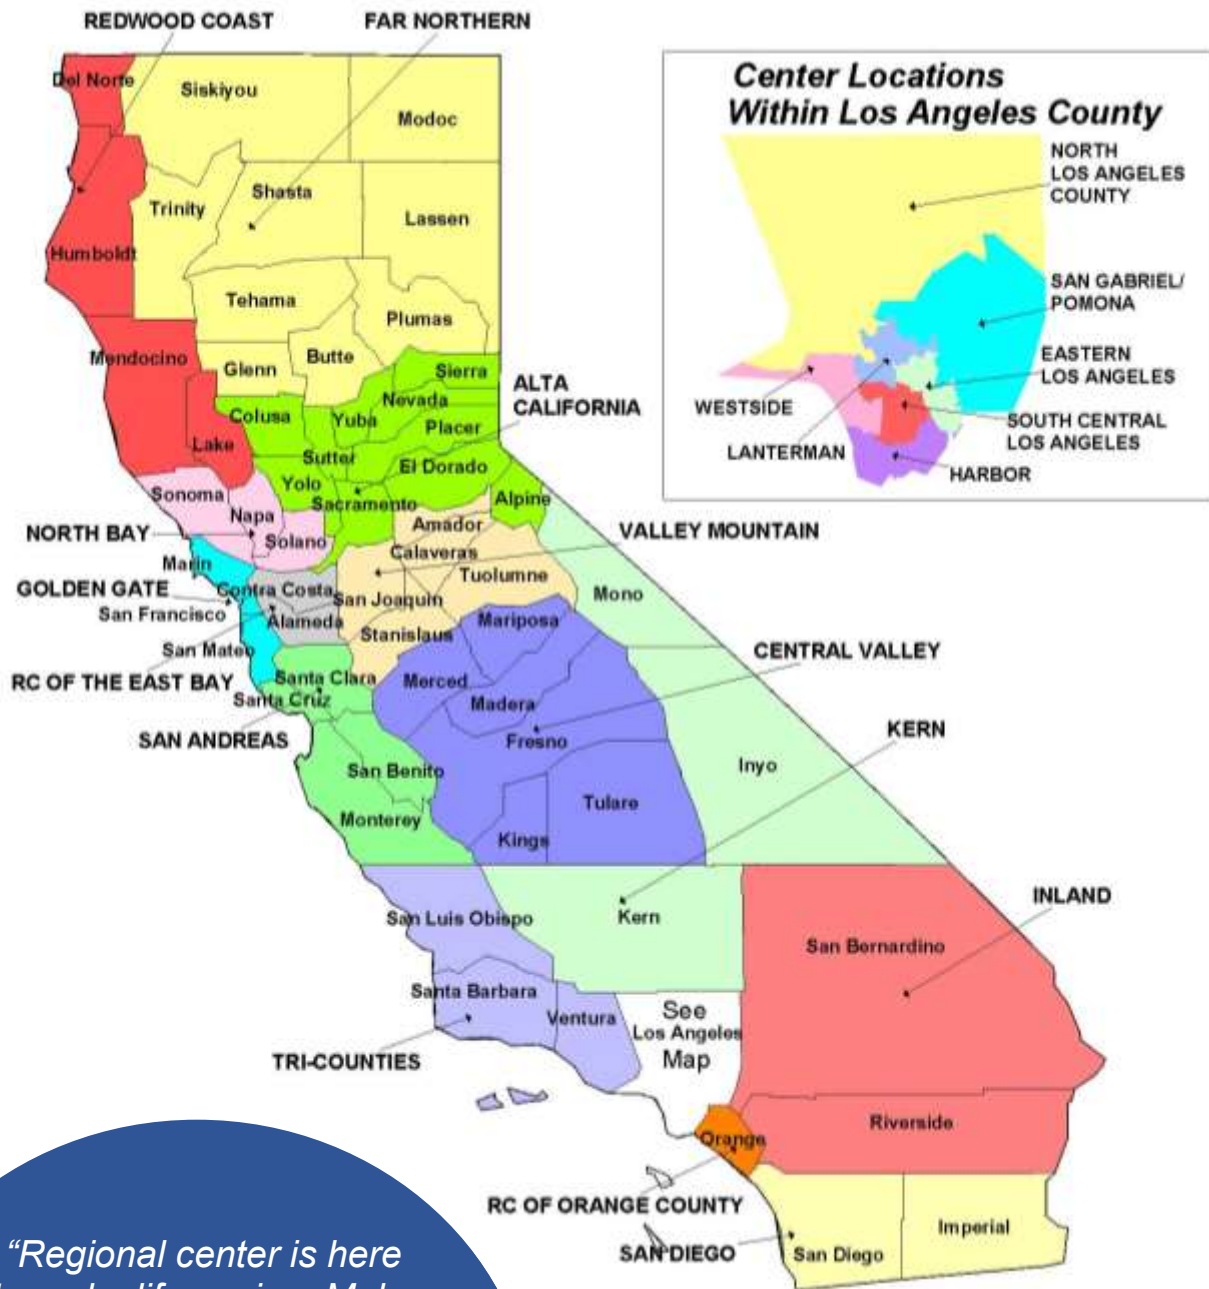 REDWOOD COAST
FAR NORTHERN
Del Norte
Siskiyou
Modoc
Trinity
Shasta
Lassen
Humboldt
Tehama
Plumas
Mendocino
Glenn
Butte
Sierra
Nevada
Colusa
Yuba
Placer
ALTA
CALIFORNIA
Lake
Sutter
El Dorado
Yolo
Sacramento
Alpine
Sonoma
Napa
Solano
Amador
Calaveras
Tuolumne
NORTH BAY
VALLEY MOUNTAIN
Marin
GOLDEN GATE
Contra Costa
San Joaquin
Mono
San Francisco
Alameda
Stanislaus
Mariposa
San Mateo
RC OF THE EAST BAY
Santa Clara
Merced
CENTRAL VALLEY
Santa Cruz
Madera
SAN ANDREAS
Fresno
KERN
San Benito
Inyo
Monterey
Tulare
Kings
San Luis Obispo
Kern
INLAND
San Bernardino
Santa Barbara
Ventura
See
Los Angeles
Map
TRI-COUNTIES
Orange
Riverside
RC OF ORANGE COUNTY
SAN DIEGO
San Diego
Imperial
Center Locations
Within Los Angeles County
NORTH
LOS ANGELES
COUNTY
SAN GABRIEL/
POMONA
EASTERN
LOS ANGELES
WESTSIDE
SOUTH CENTRAL
LOS ANGELES
LANTERMAN
HARBOR
“Regional center is here